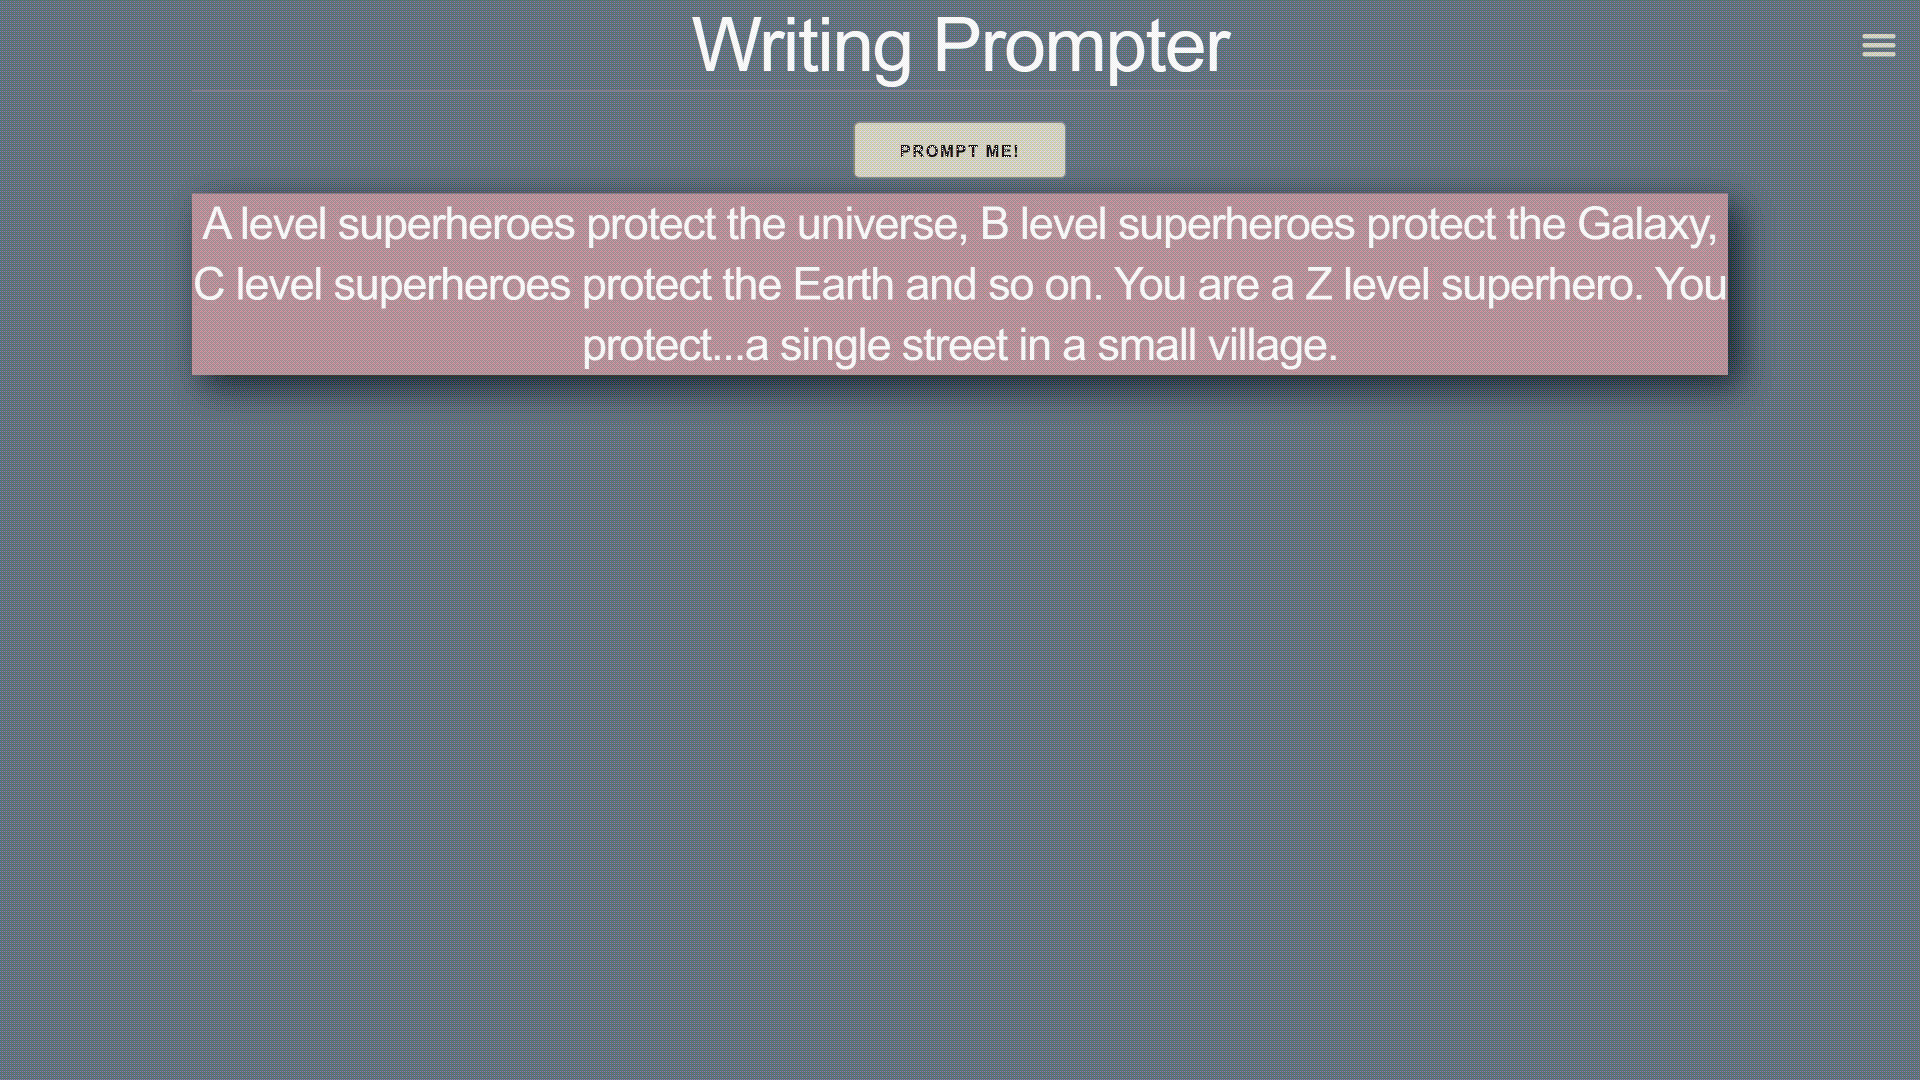 Writing Prompter
PROMPT ME!
A level superheroes protect the universe, B level superheroes protect the Galaxy,
C level superheroes protect the Earth and so on. You are a Z level superhero. You
protect...a single street in a small village.